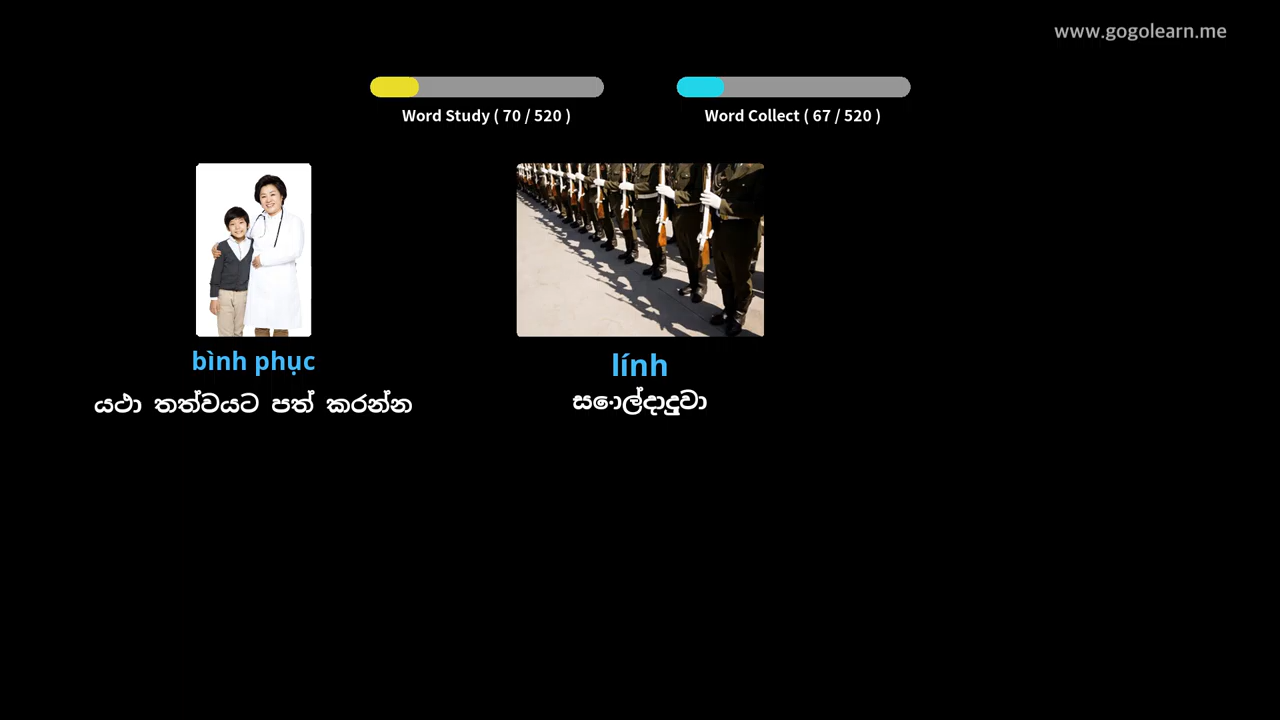 www.gogolearn.me
Word Study ( 70 / 520 )
Word Collect ( 67 / 520 )
bình phục
යථා තත්වයට පත් කරන්න
lính
සොල්දාදුවා